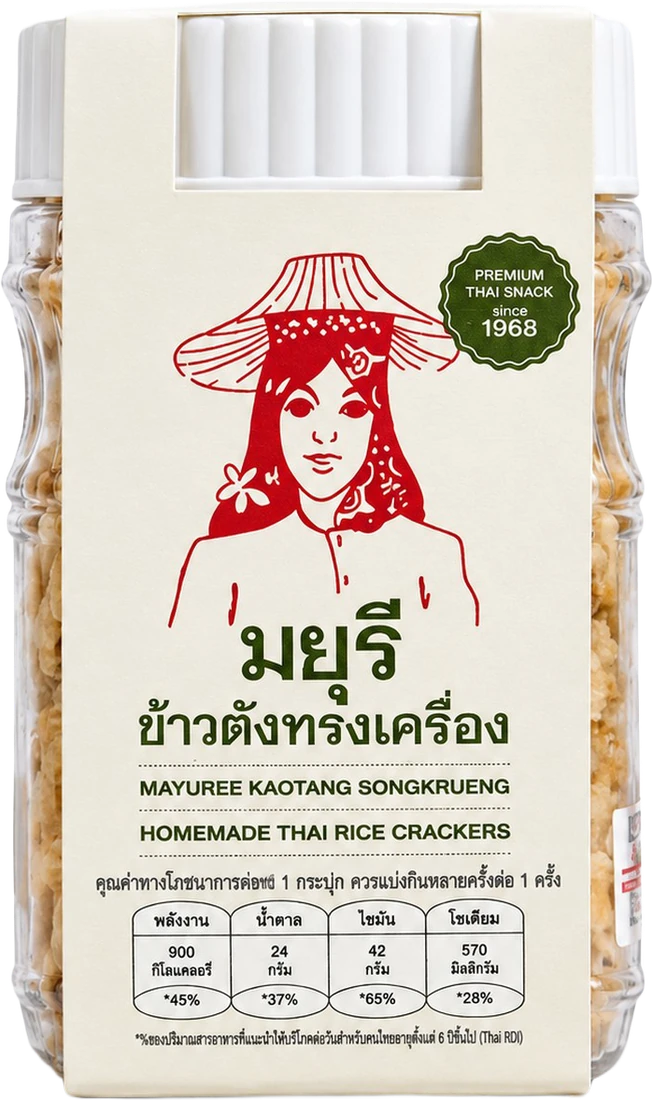 PREMIUM
THAI SNACK
since
1968
มยุรี
ข้าวตังทรงเครื่อง
MAYUREE KAOTANG SONGKRUENG
HOMEMADE THAI RICE CRACKERS
คุณค่าทางโภชนาการต่อ 1 กระปุก ควรแบ่งกินหลายครั้งต่อ 1 ครั้ง
พลังงาน น้ำตาล ไขมัน โซเดียม
900 24 42 570
กิโลแคลอรี่ กรัม กรัม มิลลิกรัม
*45% *37% *65% *28%
*%ของปริมาณสารอาหารที่แนะนำให้บริโภคต่อวันสำหรับคนไทยอายุตั้งแต่ 6 ปีขึ้นไป (Thai RDI)